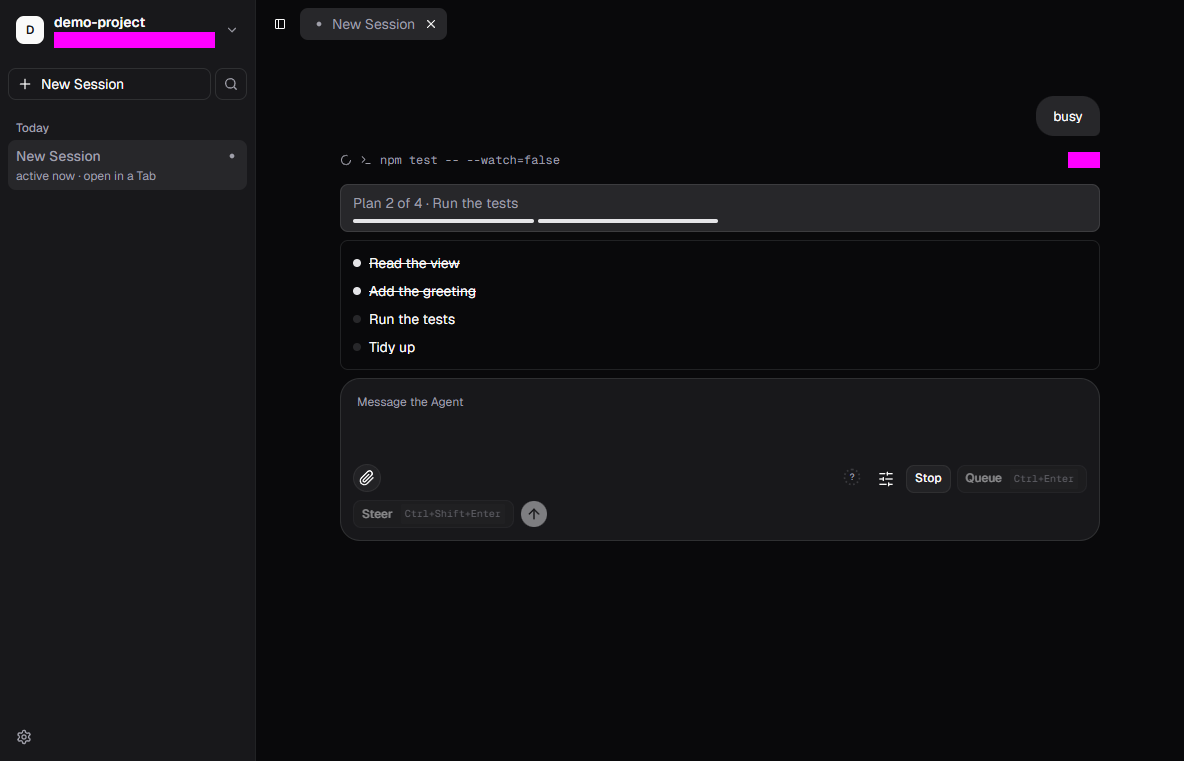 D
demo-project
New Session
Today
New Session
active now · open in a Tab
New Session
busy
npm test -- --watch=false
Plan 2 of 4 · Run the tests
Read the view
Add the greeting
Run the tests
Tidy up
Message the Agent
?
Stop
Queue Ctrl+Enter
Steer Ctrl+Shift+Enter